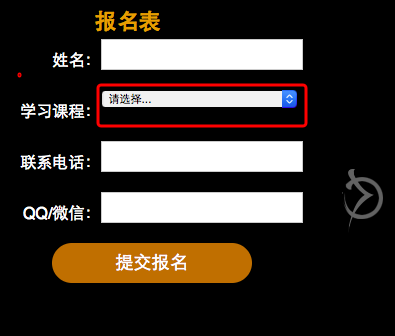 报名表
姓名：
学习课程： 请选择...
联系电话：
QQ/微信：
提交报名